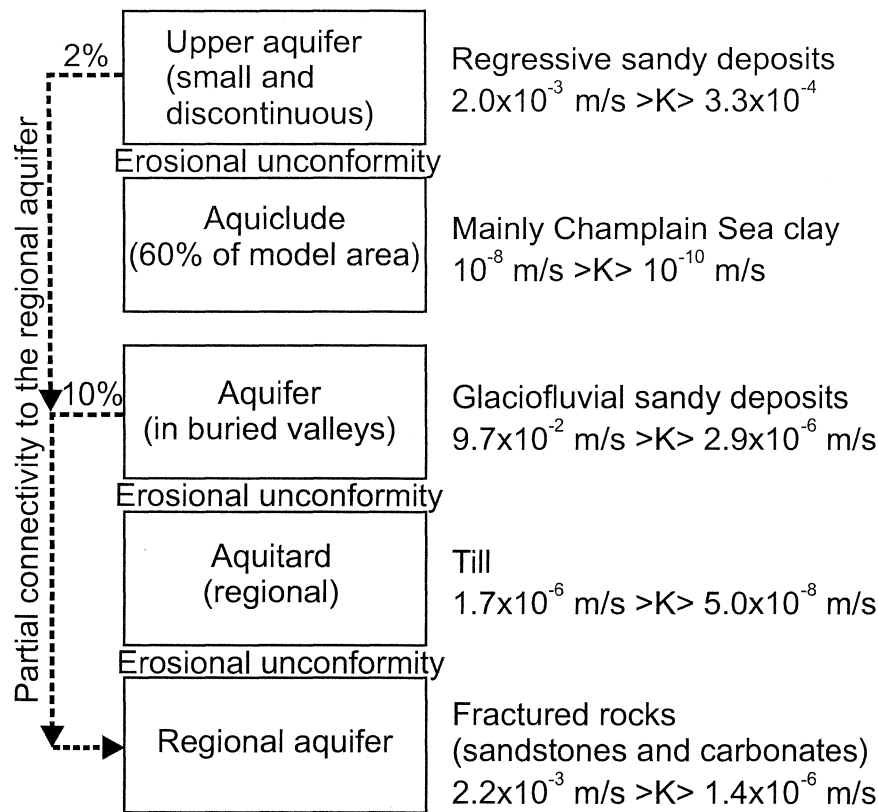 2%
Upper aquifer
(small and
discontinuous)
Regressive sandy deposits
2.0x10⁻³ m/s >K> 3.3x10⁻⁴
Erosional unconformity
Aquiclude
(60% of model area)
Mainly Champlain Sea clay
10⁻⁸ m/s >K> 10⁻¹⁰ m/s
Partial connectivity to the regional aquifer
10%
Aquifer
(in buried valleys)
Glaciofluvial sandy deposits
9.7x10⁻² m/s >K> 2.9x10⁻⁶ m/s
Erosional unconformity
Aquitard
(regional)
Till
1.7x10⁻⁶ m/s >K> 5.0x10⁻⁸ m/s
Erosional unconformity
Regional aquifer
Fractured rocks
(sandstones and carbonates)
2.2x10⁻³ m/s >K> 1.4x10⁻⁶ m/s